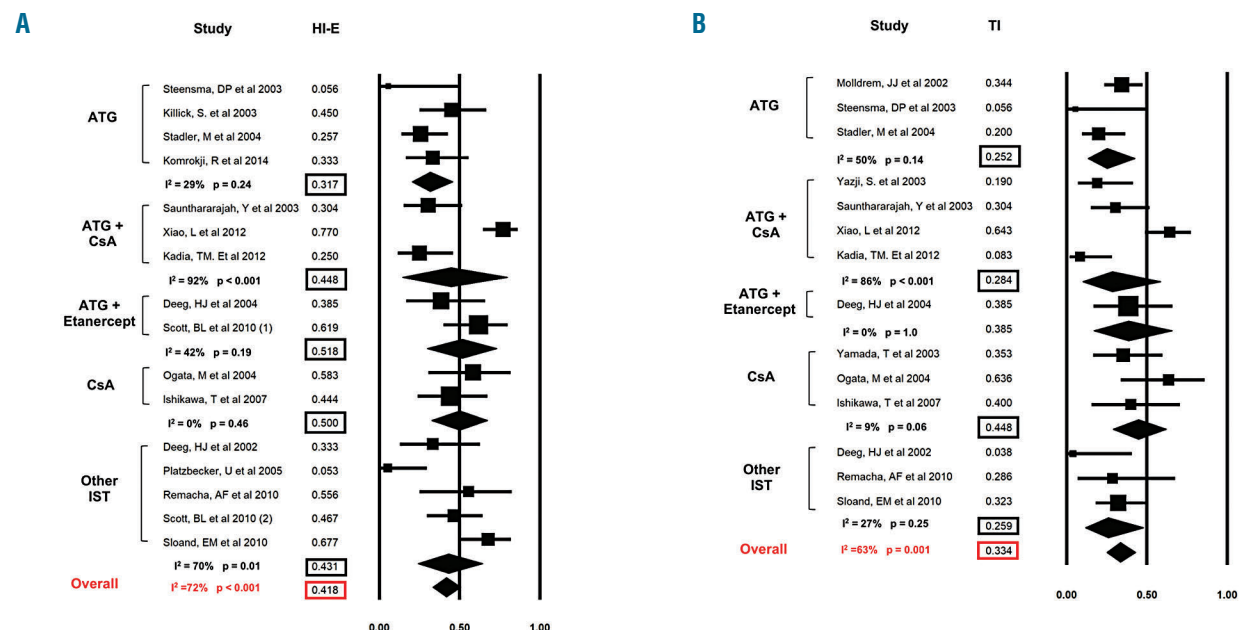 A
Study HI-E
ATG
Steensma, DP et al 2003 0.056
Killick, S. et al 2003 0.450
Stadler, M et al 2004 0.257
Komrokji, R et al 2014 0.333
I² = 29% p = 0.24 0.317
ATG + CsA
Saunthararajah, Y et al 2003 0.304
Xiao, L et al 2012 0.770
Kadia, TM. Et al 2012 0.250
I² = 92% p < 0.001 0.448
ATG + Etanercept
Deeg, HJ et al 2004 0.385
Scott, BL et al 2010 (1) 0.619
I² = 42% p = 0.19 0.518
CsA
Ogata, M et al 2004 0.583
Ishikawa, T et al 2007 0.444
I² = 0% p = 0.46 0.500
Other IST
Deeg, HJ et al 2002 0.333
Platzbecker, U et al 2005 0.053
Remacha, AF et al 2010 0.556
Scott, BL et al 2010 (2) 0.467
Sloand, EM et al 2010 0.677
I² = 70% p = 0.01 0.431
Overall I² =72% p < 0.001 0.418
0.00 0.50 1.00
B
Study TI
ATG
Molldrem, JJ et al 2002 0.344
Steensma, DP et al 2003 0.056
Stadler, M et al 2004 0.200
I² = 50% p = 0.14 0.252
ATG + CsA
Yazji, S. et al 2003 0.190
Saunthararajah, Y et al 2003 0.304
Xiao, L et al 2012 0.643
Kadia, TM. Et al 2012 0.083
I² = 86% p < 0.001 0.284
ATG + Etanercept
Deeg, HJ et al 2004 0.385
I² = 0% p = 1.0 0.385
CsA
Yamada, T et al 2003 0.353
Ogata, M et al 2004 0.636
Ishikawa, T et al 2007 0.400
I² = 9% p = 0.06 0.448
Other IST
Deeg, HJ et al 2002 0.038
Remacha, AF et al 2010 0.286
Sloand, EM et al 2010 0.323
I² = 27% p = 0.25 0.259
Overall I² =63% p = 0.001 0.334
0.00 0.50 1.00